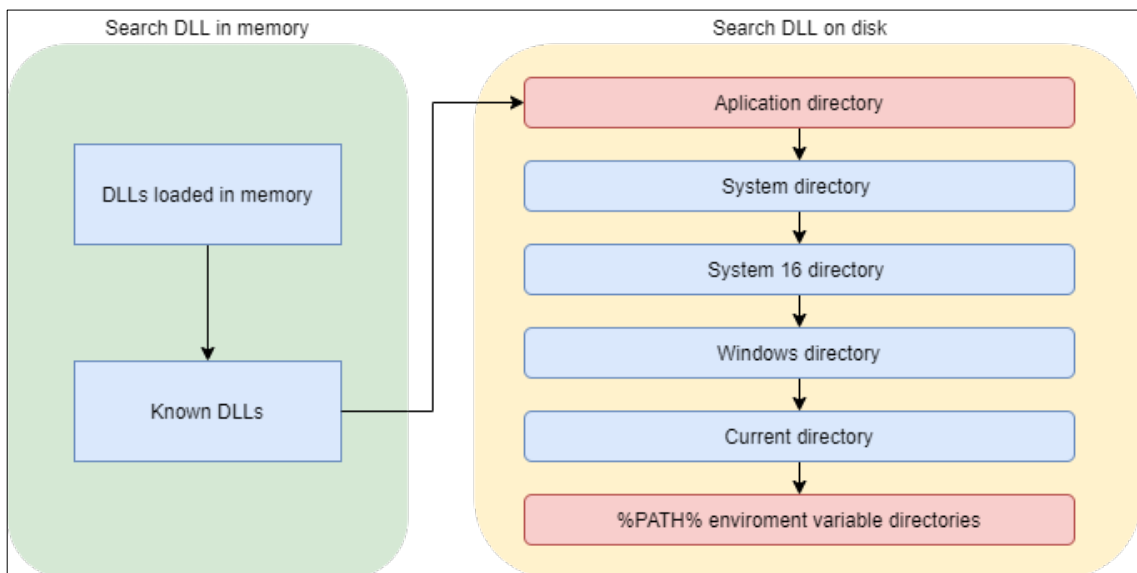 Search DLL in memory
DLLs loaded in memory
Known DLLs
Search DLL on disk
Aplication directory
System directory
System 16 directory
Windows directory
Current directory
%PATH% enviroment variable directories